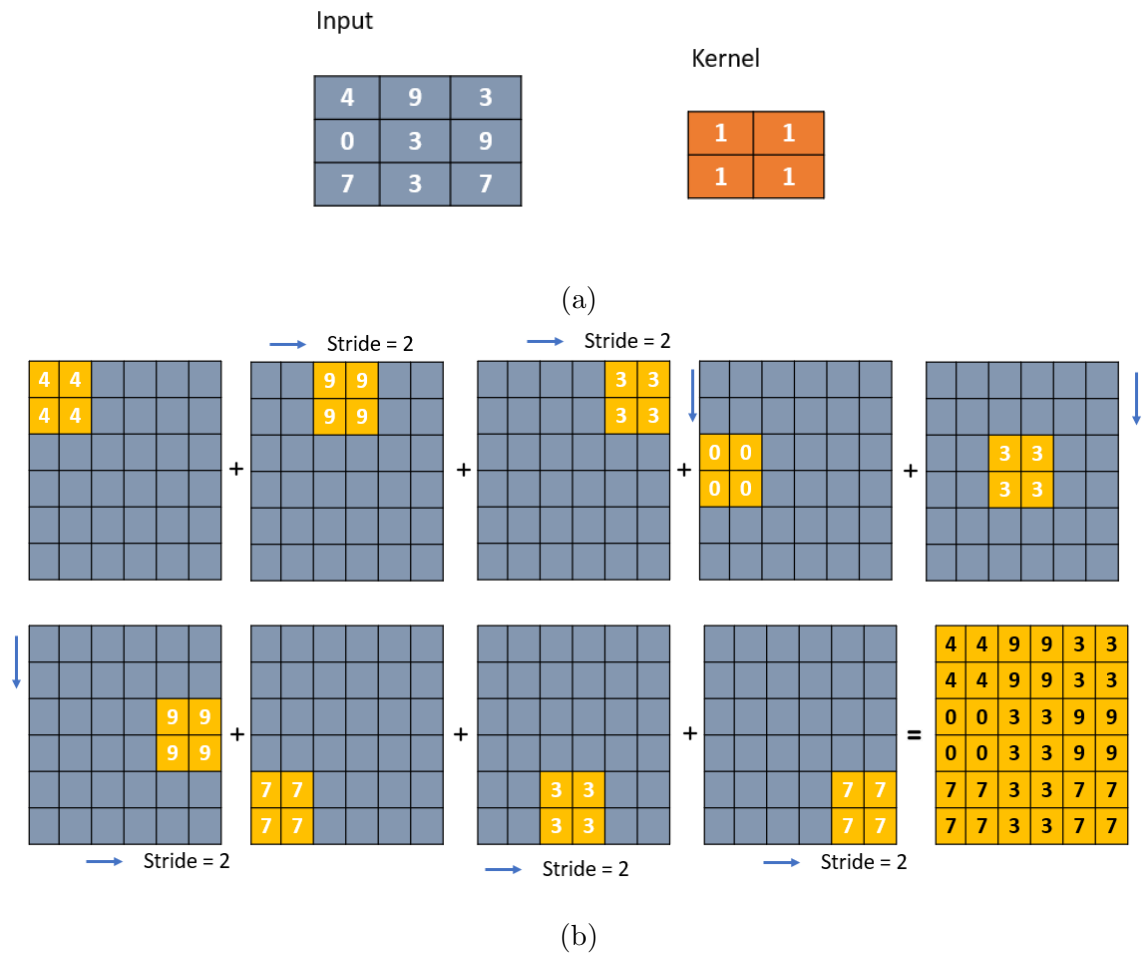 Input
Kernel
4 9 3
0 3 9
7 3 7
1 1
1 1
(a)
Stride = 2
Stride = 2
4 4
4 4
+
9 9
9 9
+
3 3
3 3
+
0 0
0 0
+
3 3
3 3
9 9
9 9
+
7 7
7 7
+
3 3
3 3
+
7 7
7 7
=
4 4 9 9 3 3
4 4 9 9 3 3
0 0 3 3 9 9
0 0 3 3 9 9
7 7 3 3 7 7
7 7 3 3 7 7
Stride = 2
Stride = 2
Stride = 2
(b)